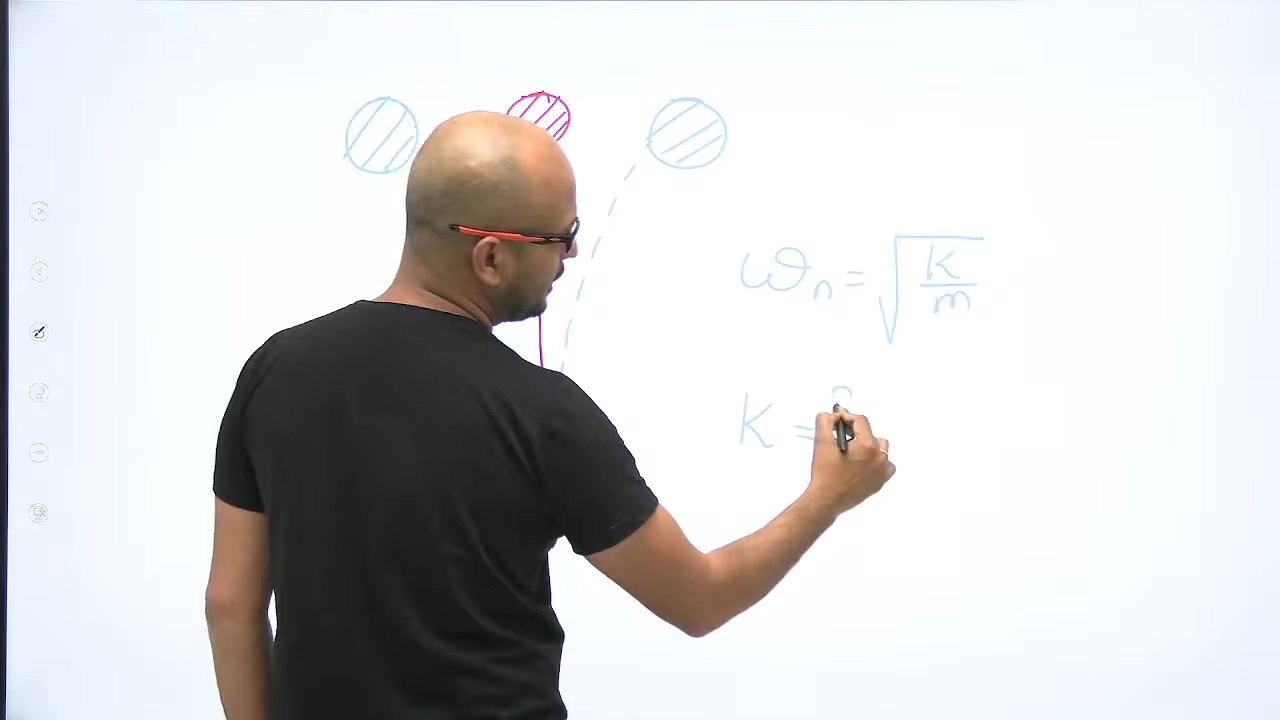 ωn = √(k/m)
K =